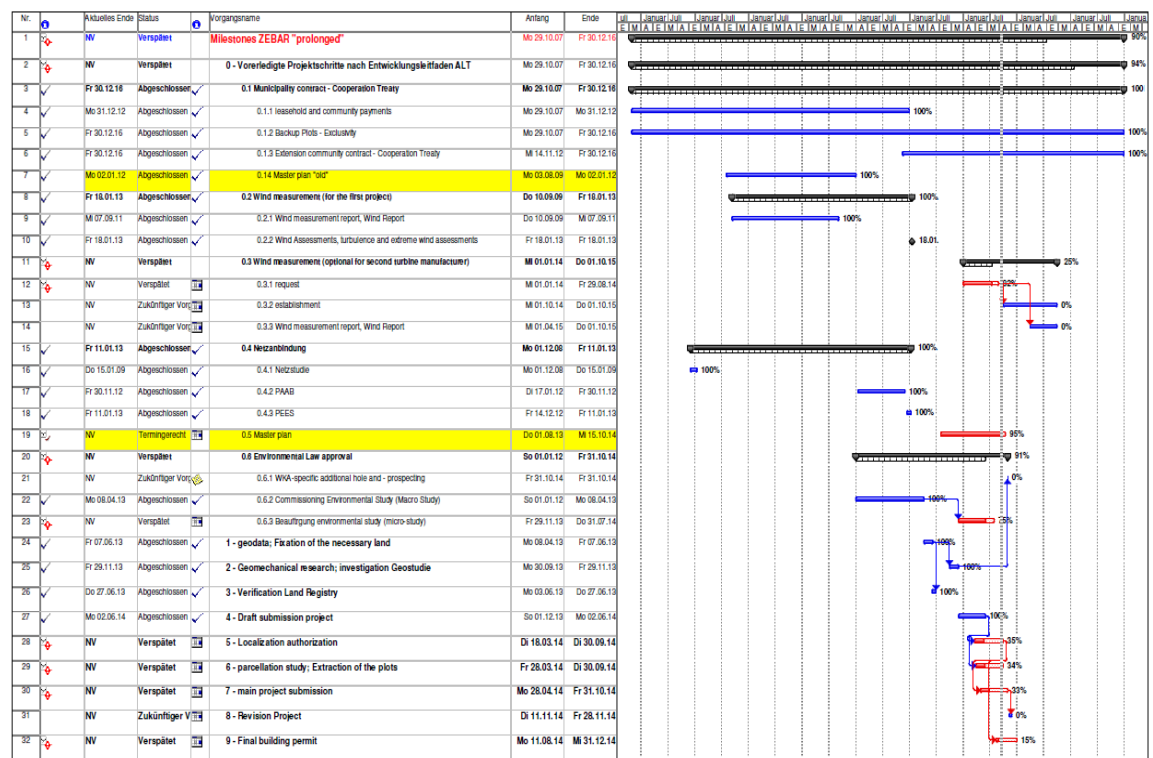 Nr. Aktuelles Ende Status Vorgangsname Anfang Ende uli Januar Juli Januar Juli Januar Juli Januar Juli Januar Juli Januar Juli Januar Juli Januar Juli Januar Juli Janua
E M A E M A E M A E M A E M A E M A E M A E M A E M A E M
1 NV Verspätet Milestones ZEBAR "prolonged" Mo 29.10.07 Fr 30.12.16 90%
2 NV Verspätet 0 - Vorerledigte Projektschritte nach Entwicklungsleitfaden ALT Mo 29.10.07 Fr 30.12.16 94%
3 Fr 30.12.16 Abgeschlossen 0.1 Municipality contract - Cooperation Treaty Mo 29.10.07 Fr 30.12.16 100
4 Mo 31.12.12 Abgeschlossen 0.1.1 leasehold and community payments Mo 29.10.07 Mo 31.12.12 100%
5 Fr 30.12.16 Abgeschlossen 0.1.2 Backup Plots - Exclusivity Mo 29.10.07 Fr 30.12.16 100%
6 Fr 30.12.16 Abgeschlossen 0.1.3 Extension community contract - Cooperation Treaty Mi 14.11.12 Fr 30.12.16 100%
7 Mo 02.01.12 Abgeschlossen 0.14 Master plan "old" Mo 03.08.09 Mo 02.01.12 100%
8 Fr 18.01.13 Abgeschlossen 0.2 Wind measurement (for the first project) Do 10.09.09 Fr 18.01.13 100%
9 Mi 07.09.11 Abgeschlossen 0.2.1 Wind measurement report, Wind Report Do 10.09.09 Mi 07.09.11 100%
10 Fr 18.01.13 Abgeschlossen 0.2.2 Wind Assessments, turbulence and extreme wind assessments Fr 18.01.13 Fr 18.01.13 18.01.
11 NV Verspätet 0.3 Wind measurement (optional for second turbine manufacturer) Mi 01.01.14 Do 01.10.15 25%
12 NV Verspätet 0.3.1 request Mi 01.01.14 Fr 29.08.14 92%
13 NV Zukünftiger Vorg 0.3.2 establishment Mi 01.10.14 Do 01.10.15 0%
14 NV Zukünftiger Vorg 0.3.3 Wind measurement report, Wind Report Mi 01.04.15 Do 01.10.15 0%
15 Fr 11.01.13 Abgeschlossen 0.4 Netzanbindung Mo 01.12.08 Fr 11.01.13 100%
16 Do 15.01.09 Abgeschlossen 0.4.1 Netzstudie Mo 01.12.08 Do 15.01.09 100%
17 Fr 30.11.12 Abgeschlossen 0.4.2 PAAB Di 17.01.12 Fr 30.11.12 100%
18 Fr 11.01.13 Abgeschlossen 0.4.3 PEES Fr 14.12.12 Fr 11.01.13 100%
19 NV Termingerecht 0.5 Master plan Do 01.08.13 Mi 15.10.14 95%
20 NV Verspätet 0.6 Environmental Law approval So 01.01.12 Fr 31.10.14 91%
21 NV Zukünftiger Vorg 0.6.1 WKA-specific additional hole and - prospecting Fr 31.10.14 Fr 31.10.14 0%
22 Mo 08.04.13 Abgeschlossen 0.6.2 Commissioning Environmental Study (Macro Study) So 01.01.12 Mo 08.04.13 100%
23 NV Verspätet 0.6.3 Beauftrgung environmental study (micro-study) Fr 29.11.13 Do 31.07.14
24 Fr 07.06.13 Abgeschlossen 1 - geodata; Fixation of the necessary land Mo 08.04.13 Fr 07.06.13 100%
25 Fr 29.11.13 Abgeschlossen 2 - Geomechanical research; investigation Geostudie Mo 30.09.13 Fr 29.11.13 100%
26 Do 27.06.13 Abgeschlossen 3 - Verification Land Registry Mo 03.06.13 Do 27.06.13 100%
27 Mo 02.06.14 Abgeschlossen 4 - Draft submission project So 01.12.13 Mo 02.06.14 100%
28 NV Verspätet 5 - Localization authorization Di 18.03.14 Di 30.09.14 35%
29 NV Verspätet 6 - parcellation study; Extraction of the plots Fr 28.03.14 Di 30.09.14 34%
30 NV Verspätet 7 - main project submission Mo 28.04.14 Fr 31.10.14 33%
31 NV Zukünftiger V 8 - Revision Project Di 11.11.14 Fr 28.11.14 0%
32 NV Verspätet 9 - Final building permit Mo 11.08.14 Mi 31.12.14 15%